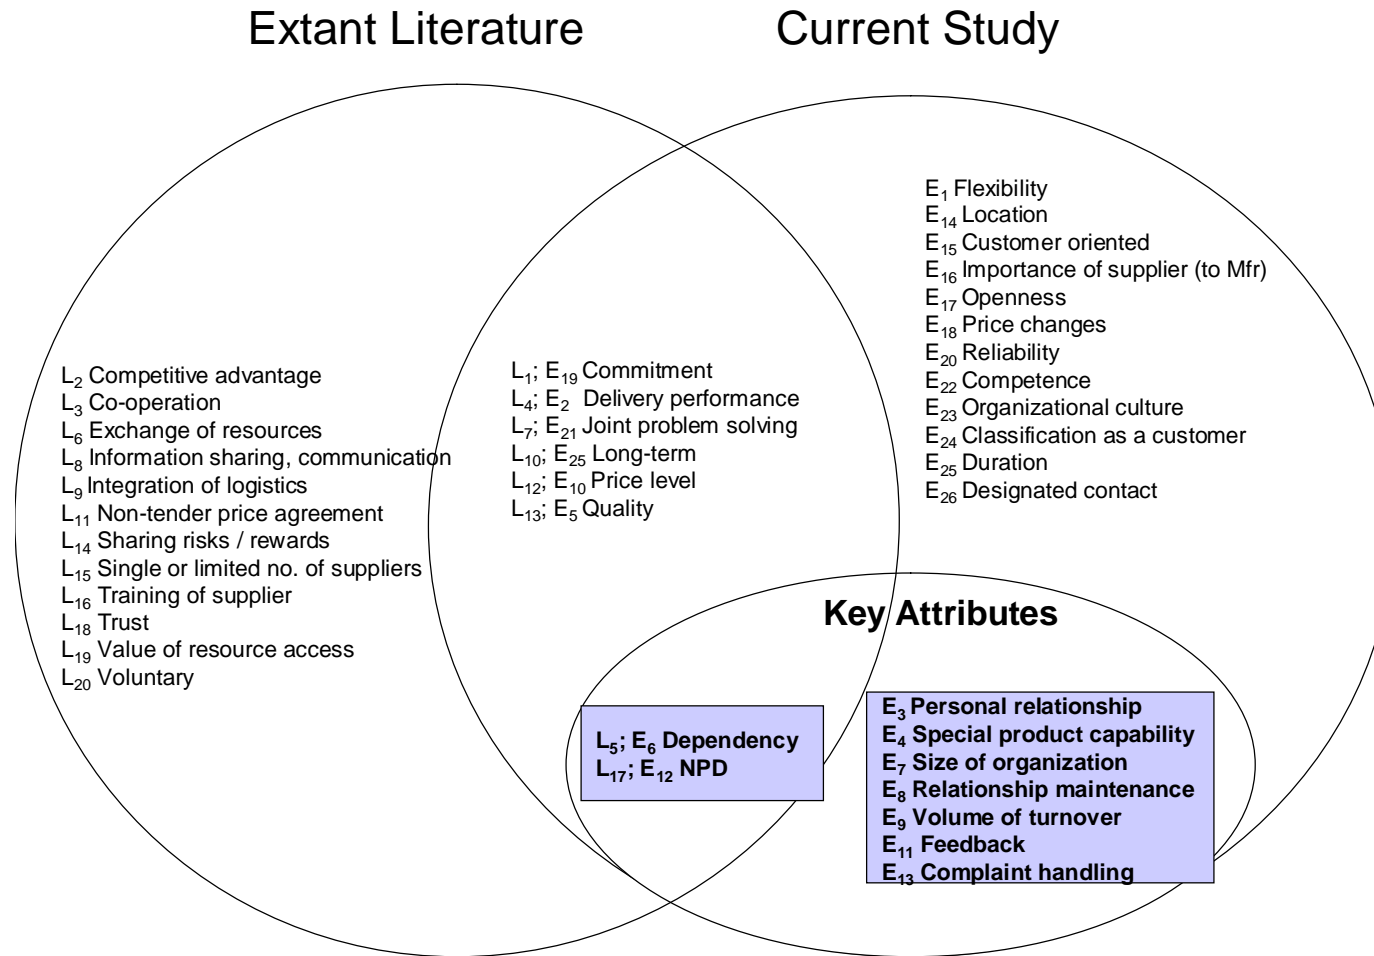 Extant Literature
Current Study
L2 Competitive advantage
L3 Co-operation
L6 Exchange of resources
L8 Information sharing, communication
L9 Integration of logistics
L11 Non-tender price agreement
L14 Sharing risks / rewards
L15 Single or limited no. of suppliers
L16 Training of supplier
L18 Trust
L19 Value of resource access
L20 Voluntary
L1; E19 Commitment
L4; E2 Delivery performance
L7; E21 Joint problem solving
L10; E25 Long-term
L12; E10 Price level
L13; E5 Quality
E1 Flexibility
E14 Location
E15 Customer oriented
E16 Importance of supplier (to Mfr)
E17 Openness
E18 Price changes
E20 Reliability
E22 Competence
E23 Organizational culture
E24 Classification as a customer
E25 Duration
E26 Designated contact
Key Attributes
L5; E6 Dependency
L17; E12 NPD
E3 Personal relationship
E4 Special product capability
E7 Size of organization
E8 Relationship maintenance
E9 Volume of turnover
E11 Feedback
E13 Complaint handling